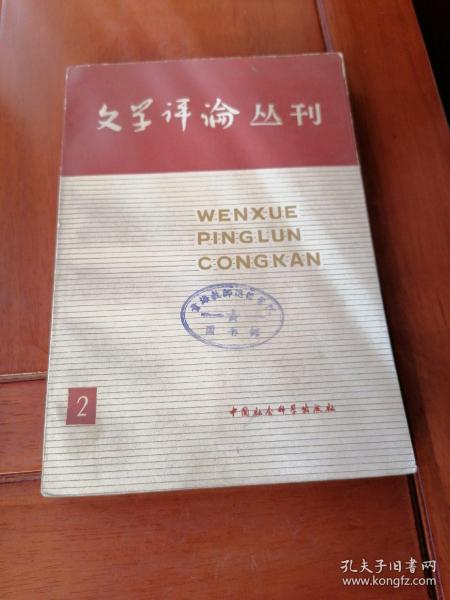 文学评论丛刊
WENXUE
PINGLUN
CONGKAN
图书馆
2
中国社会科学出版社
孔夫子旧书网
www.kongfz.com